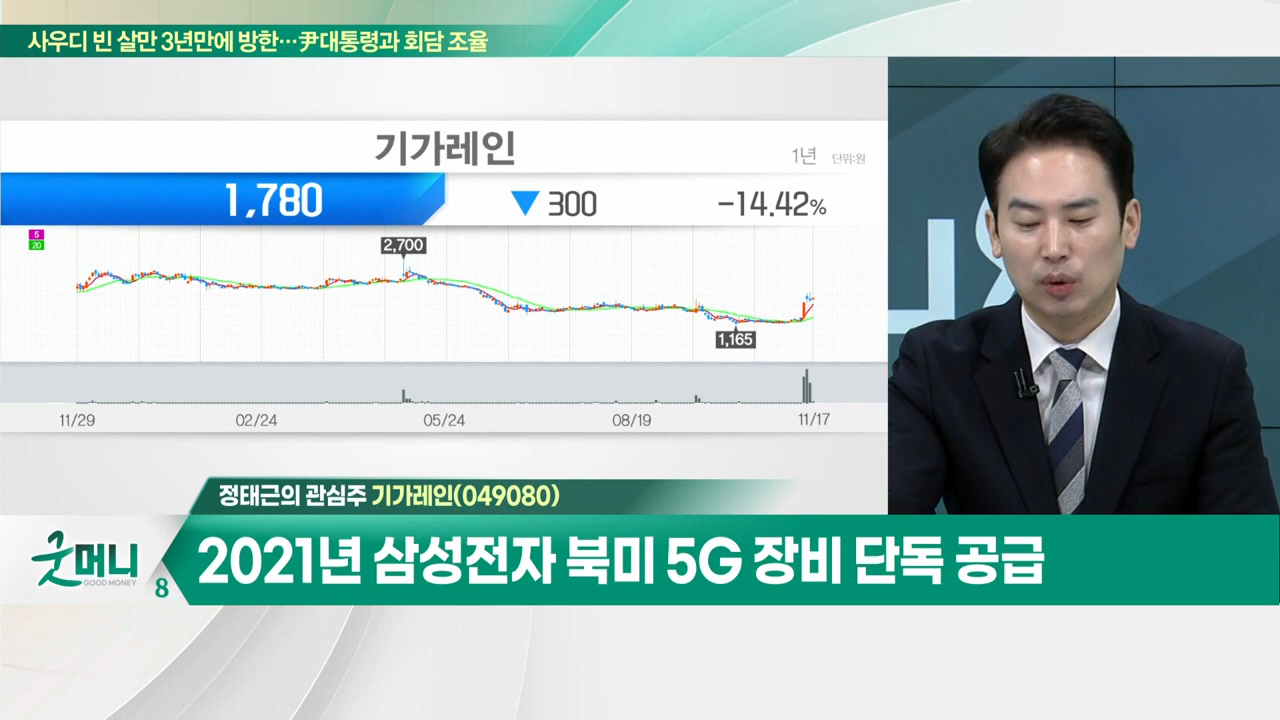 사우디 빈 살만 3년만에 방한…尹대통령과 회담 조율
기가레인
1년 단위:원
1,780 ▼300 -14.42%
5
20
2,700
1,165
11/29 02/24 05/24 08/19 11/17
정태근의 관심주 기가레인(049080)
굿머니
GOOD MONEY
8
2021년 삼성전자 북미 5G 장비 단독 공급